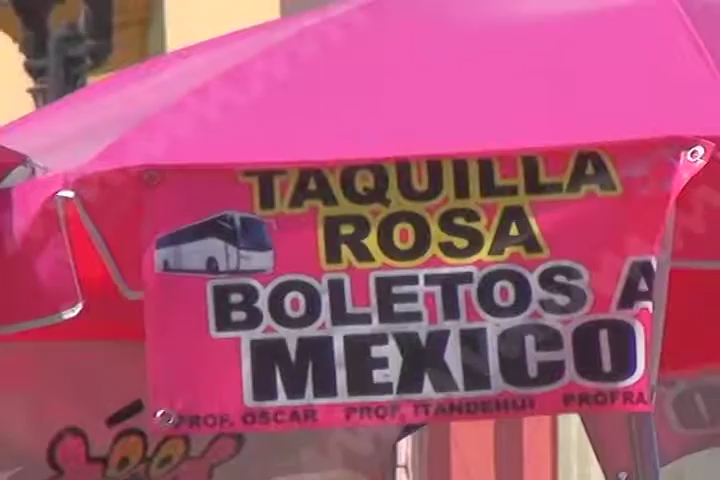 TAQUILLA
ROSA
BOLETOS A
MEXICO
PROF. OSCAR PROF. ITANDEHUI PROFRA